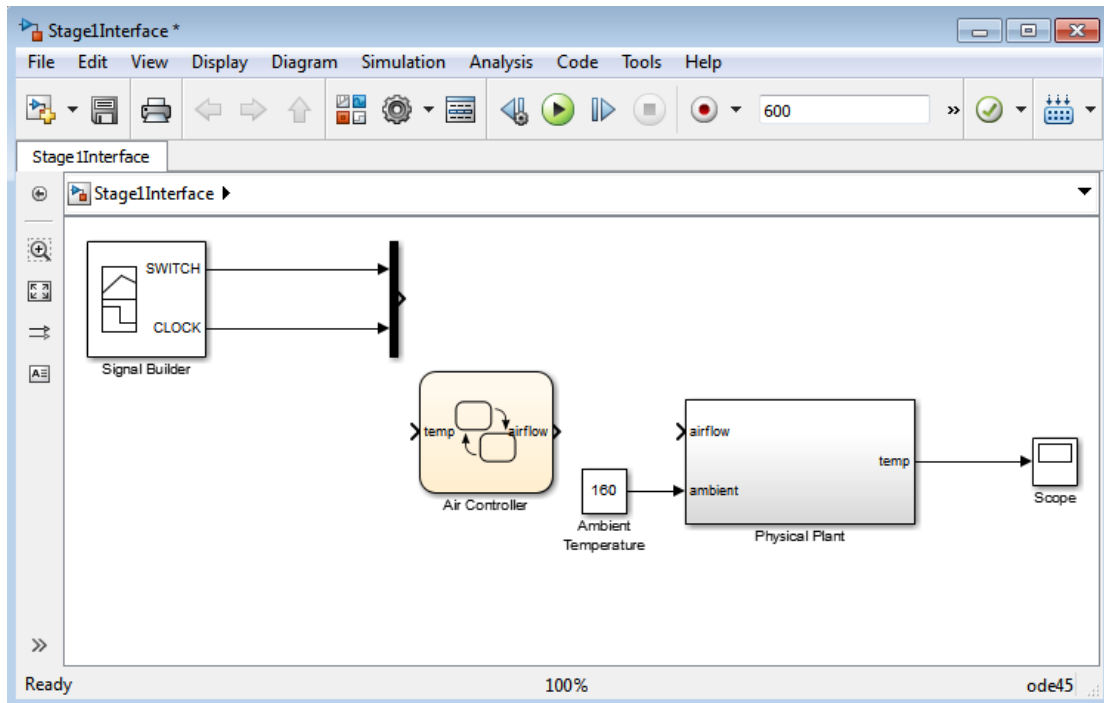 Stage1Interface *
File Edit View Display Diagram Simulation Analysis Code Tools Help
600
Stage1Interface
Stage1Interface
SWITCH
CLOCK
Signal Builder
temp airflow
Air Controller
160
Ambient
Temperature
airflow
temp
ambient
Physical Plant
Scope
Ready 100% ode45